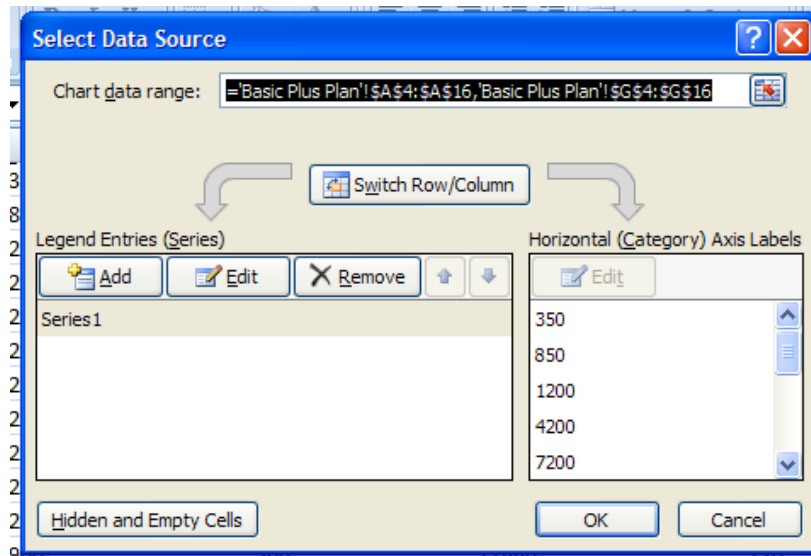 Select Data Source
Chart data range: ='Basic Plus Plan'!$A$4:$A$16,'Basic Plus Plan'!$G$4:$G$16
Switch Row/Column
Legend Entries (Series)
Horizontal (Category) Axis Labels
Add Edit Remove
Edit
Series1
350
850
1200
4200
7200
Hidden and Empty Cells
OK Cancel